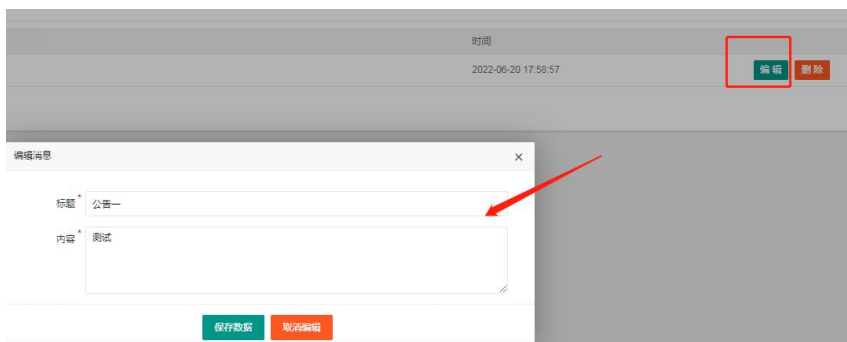 时间
2022-06-20 17:58:57 编辑 删除
编辑消息 ×
标题* 公告一
内容* 测试
保存数据 取消编辑